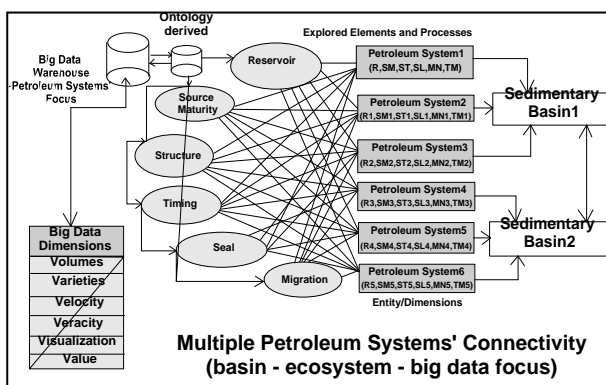 Ontology
derived
Explored Elements and Processes
Big Data
Warehouse
-Petroleum Systems
Focus
Reservoir
Source
Maturity
Structure
Timing
Seal
Migration
Petroleum System1
(R,SM,ST,SL,MN,TM)
Petroleum System2
(R1,SM1,ST1,SL1,MN1,TM1)
Petroleum System3
(R2,SM2,ST2,SL2,MN2,TM2)
Petroleum System4
(R3,SM3,ST3,SL3,MN3,TM3)
Petroleum System5
(R4,SM4,ST4,SL4,MN4,TM4)
Petroleum System6
(R5,SM5,ST5,SL5,MN5,TM5)
Entity/Dimensions
Sedimentary
Basin1
Sedimentary
Basin2
Big Data
Dimensions
Volumes
Varieties
Velocity
Veracity
Visualization
Value
Multiple Petroleum Systems' Connectivity
(basin - ecosystem - big data focus)